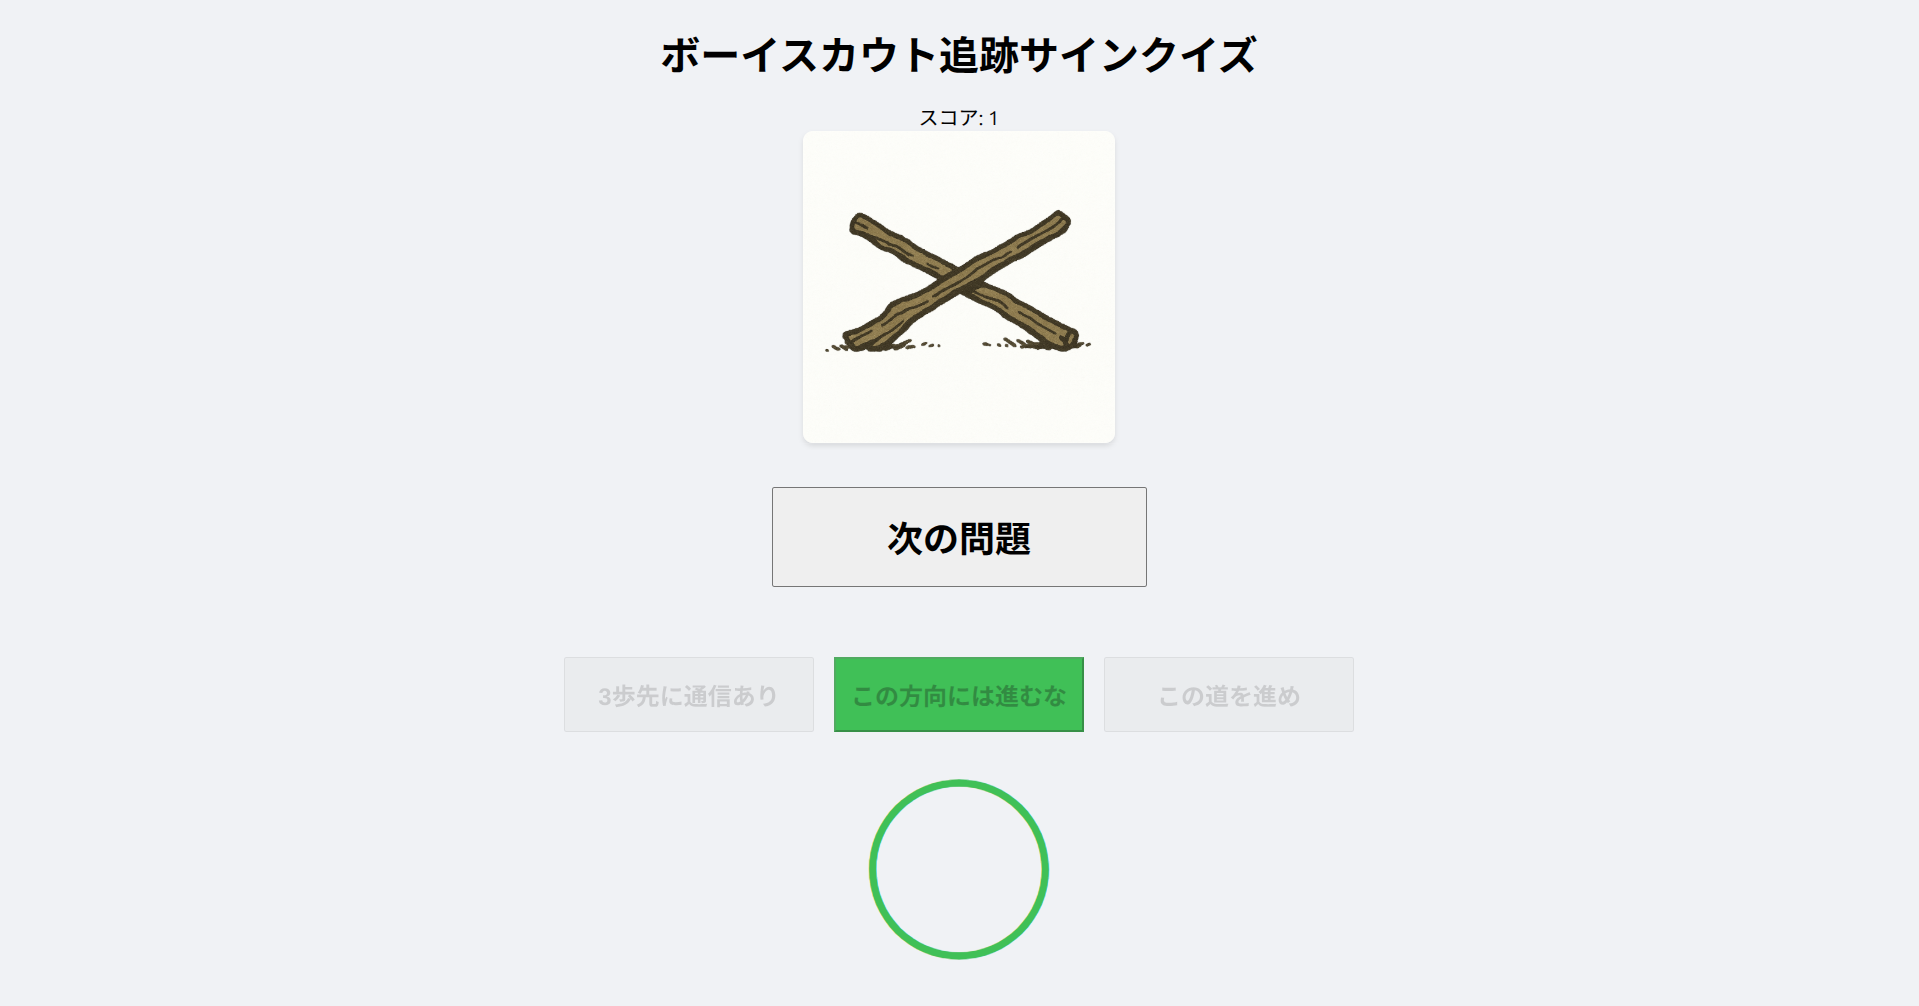 ボーイスカウト追跡サインクイズ
スコア: 1
次の問題
3歩先に通信あり
この方向には進むな
この道を進め